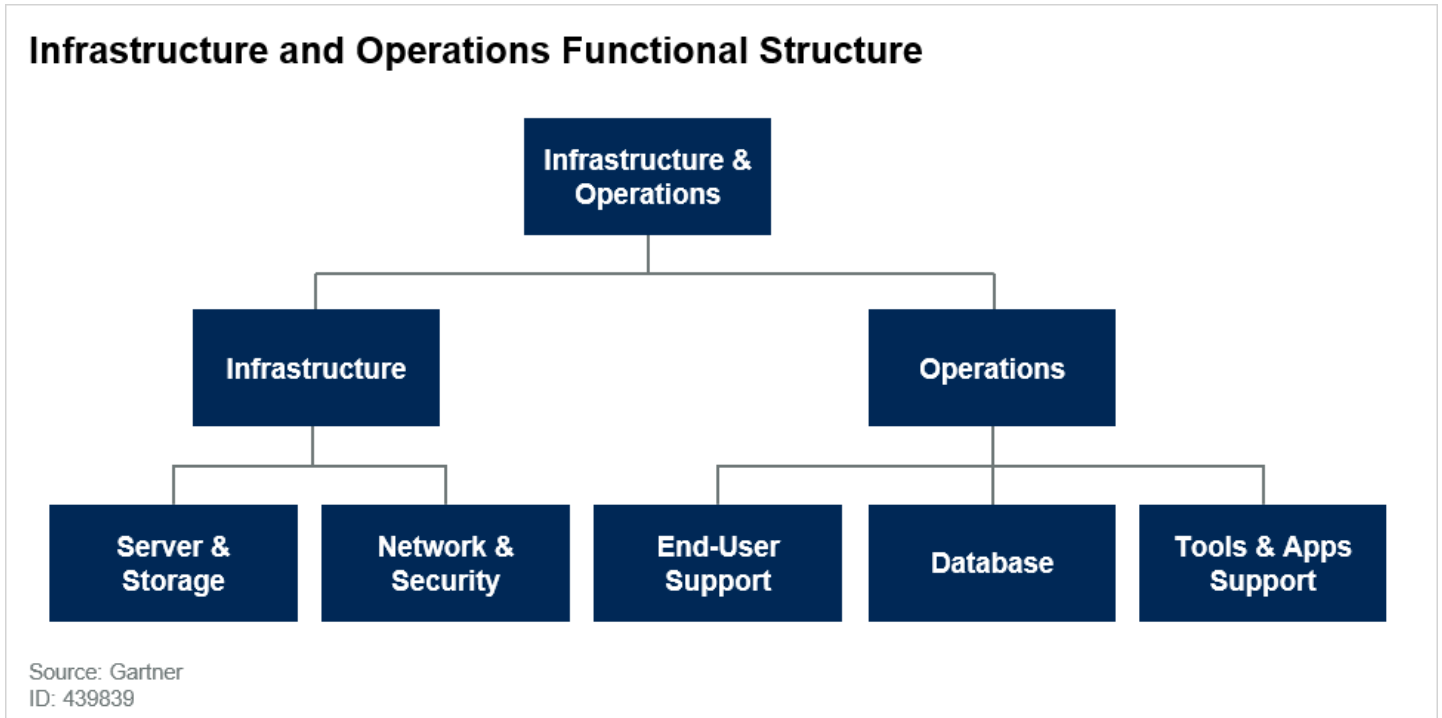 Infrastructure and Operations Functional Structure
Infrastructure &
Operations
Infrastructure
Operations
Server &
Storage
Network &
Security
End-User
Support
Database
Tools & Apps
Support
Source: Gartner
ID: 439839